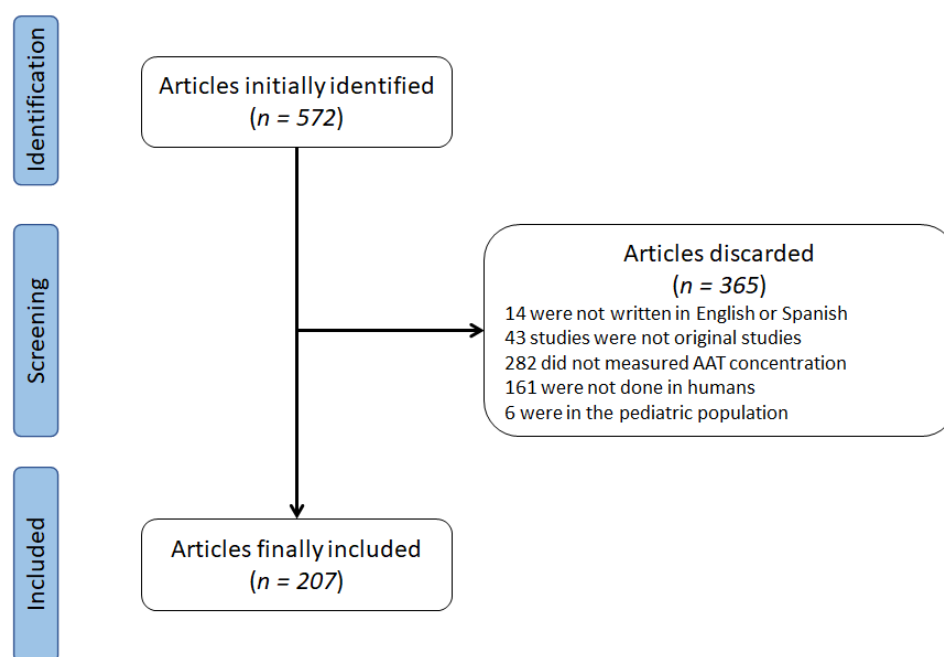 Identification
Articles initially identified
(n = 572)
Screening
Articles discarded
(n = 365)
14 were not written in English or Spanish
43 studies were not original studies
282 did not measured AAT concentration
161 were not done in humans
6 were in the pediatric population
Included
Articles finally included
(n = 207)